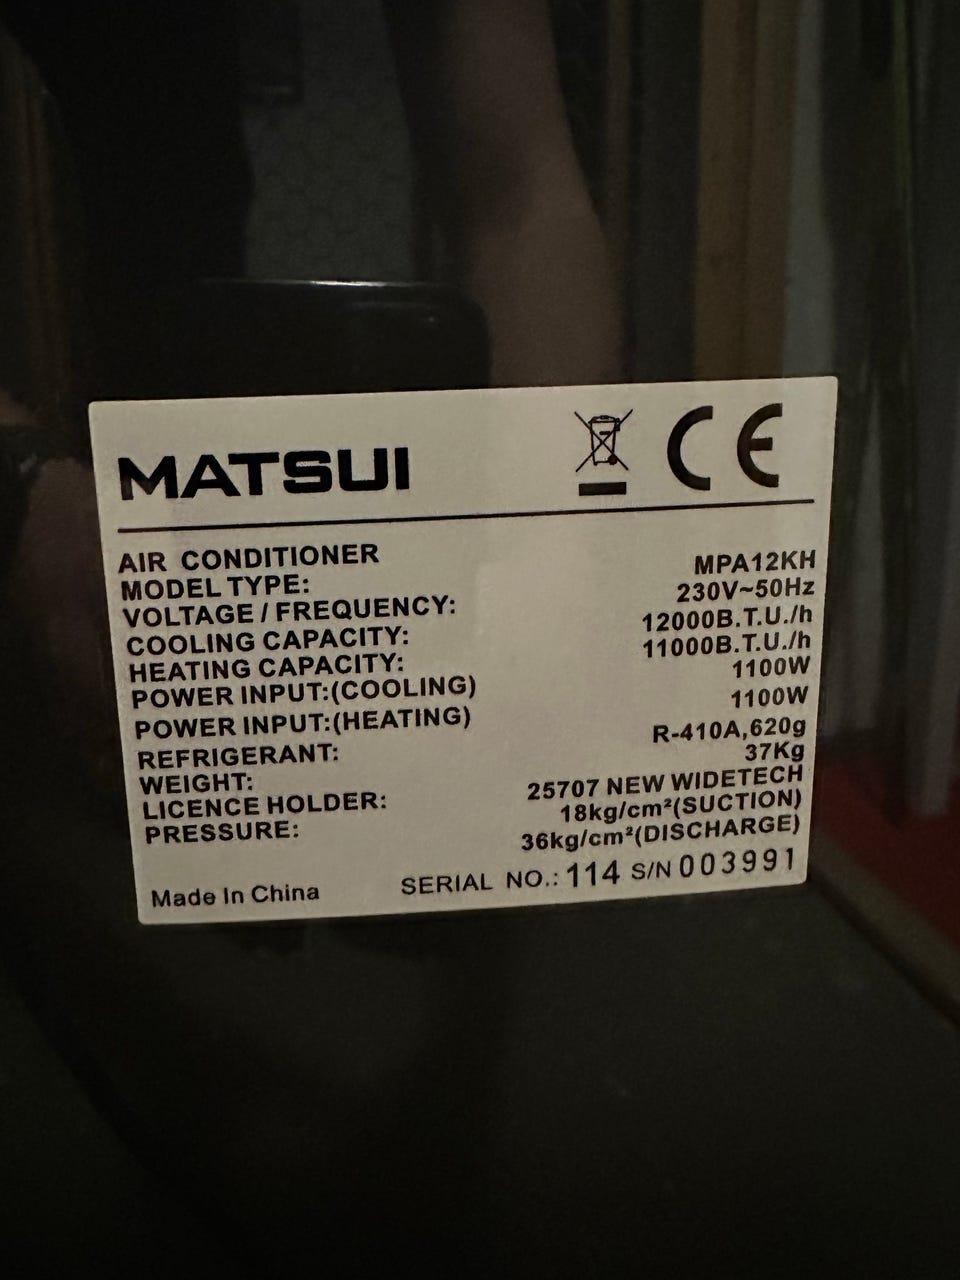 MATSUI
CE
AIR CONDITIONER
MODEL TYPE: MPA12KH
VOLTAGE / FREQUENCY: 230V~50Hz
COOLING CAPACITY: 12000B.T.U./h
HEATING CAPACITY: 11000B.T.U./h
POWER INPUT:(COOLING) 1100W
POWER INPUT:(HEATING) 1100W
REFRIGERANT: R-410A,620g
WEIGHT: 37Kg
LICENCE HOLDER: 25707 NEW WIDETECH
PRESSURE: 18kg/cm²(SUCTION)
36kg/cm²(DISCHARGE)
Made In China SERIAL NO.: 114 S/N 003991